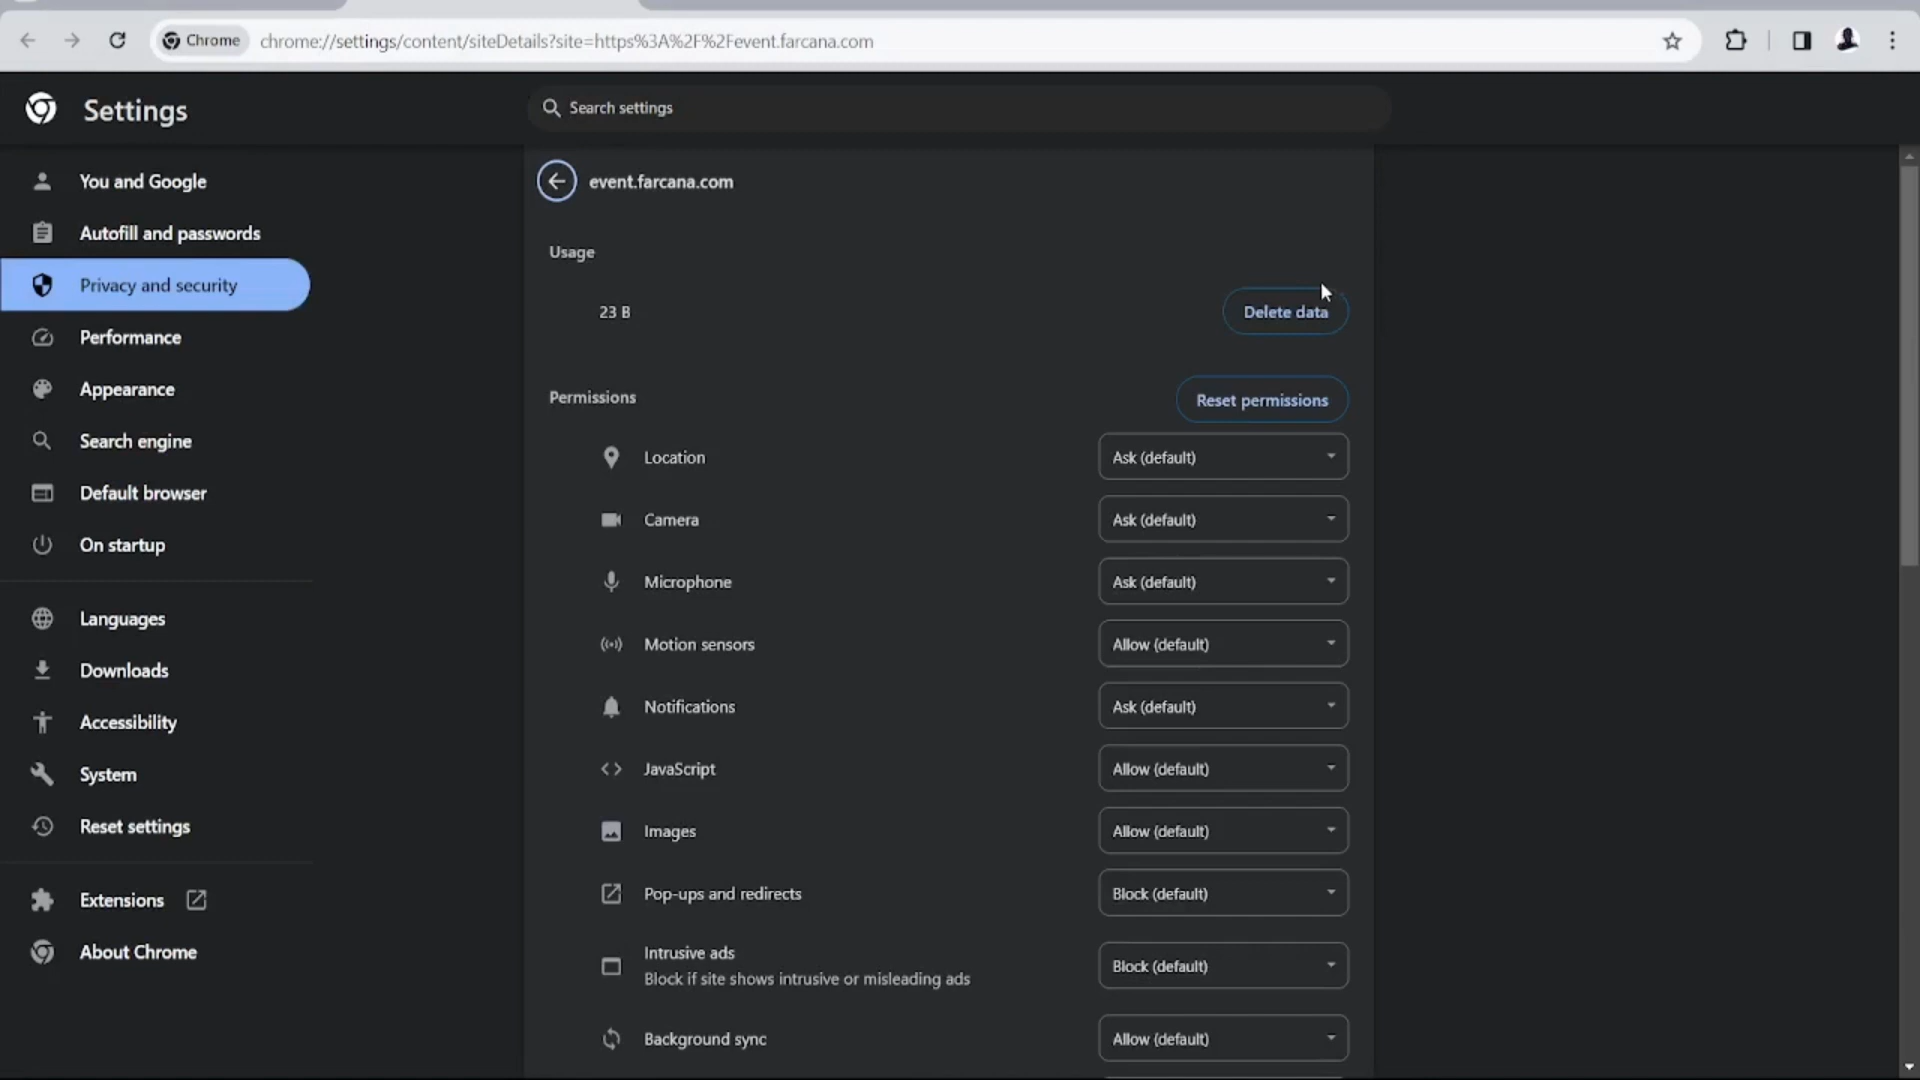 Chrome
chrome://settings/content/siteDetails?site=https%3A%2F%2Fevent.farcana.com
Settings
Search settings
You and Google
Autofill and passwords
Privacy and security
Performance
Appearance
Search engine
Default browser
On startup
Languages
Downloads
Accessibility
System
Reset settings
Extensions
About Chrome
event.farcana.com
Usage
23 B
Delete data
Permissions
Reset permissions
Location
Ask (default)
Camera
Ask (default)
Microphone
Ask (default)
Motion sensors
Allow (default)
Notifications
Ask (default)
JavaScript
Allow (default)
Images
Allow (default)
Pop-ups and redirects
Block (default)
Intrusive ads
Block if site shows intrusive or misleading ads
Block (default)
Background sync
Allow (default)